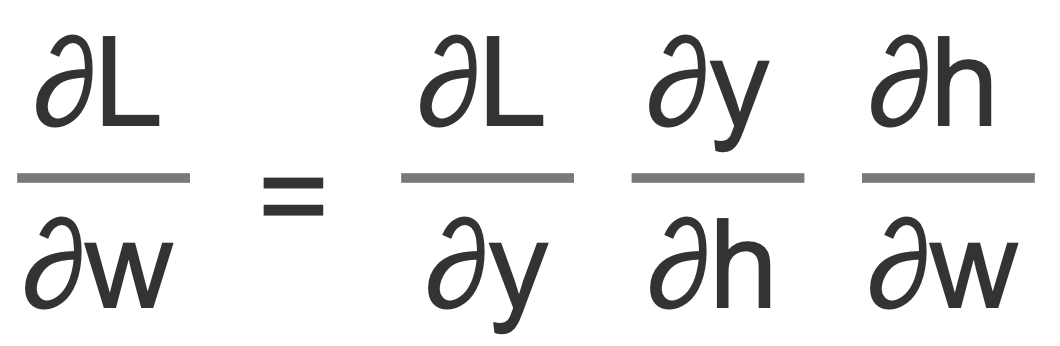 ∂L/∂w = ∂L/∂y ∂y/∂h ∂h/∂w